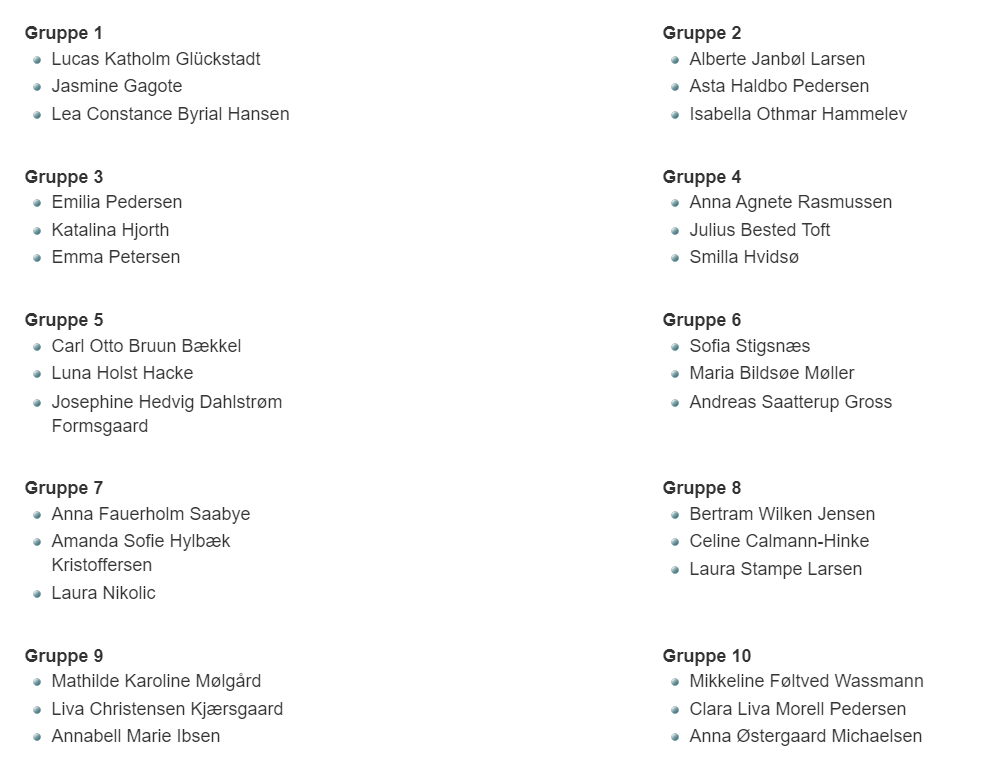 Gruppe 1
Lucas Katholm Glückstadt
Jasmine Gagote
Lea Constance Byrial Hansen
Gruppe 2
Alberte Janbøl Larsen
Asta Haldbo Pedersen
Isabella Othmar Hammelev
Gruppe 3
Emilia Pedersen
Katalina Hjorth
Emma Petersen
Gruppe 4
Anna Agnete Rasmussen
Julius Bested Toft
Smilla Hvidsø
Gruppe 5
Carl Otto Bruun Bækkel
Luna Holst Hacke
Josephine Hedvig Dahlstrøm
Formsgaard
Gruppe 6
Sofia Stigsnæs
Maria Bildsøe Møller
Andreas Saatterup Gross
Gruppe 7
Anna Fauerholm Saabye
Amanda Sofie Hylbæk
Kristoffersen
Laura Nikolic
Gruppe 8
Bertram Wilken Jensen
Celine Calmann-Hinke
Laura Stampe Larsen
Gruppe 9
Mathilde Karoline Mølgård
Liva Christensen Kjærsgaard
Annabell Marie Ibsen
Gruppe 10
Mikkeline Føltved Wassmann
Clara Liva Morell Pedersen
Anna Østergaard Michaelsen